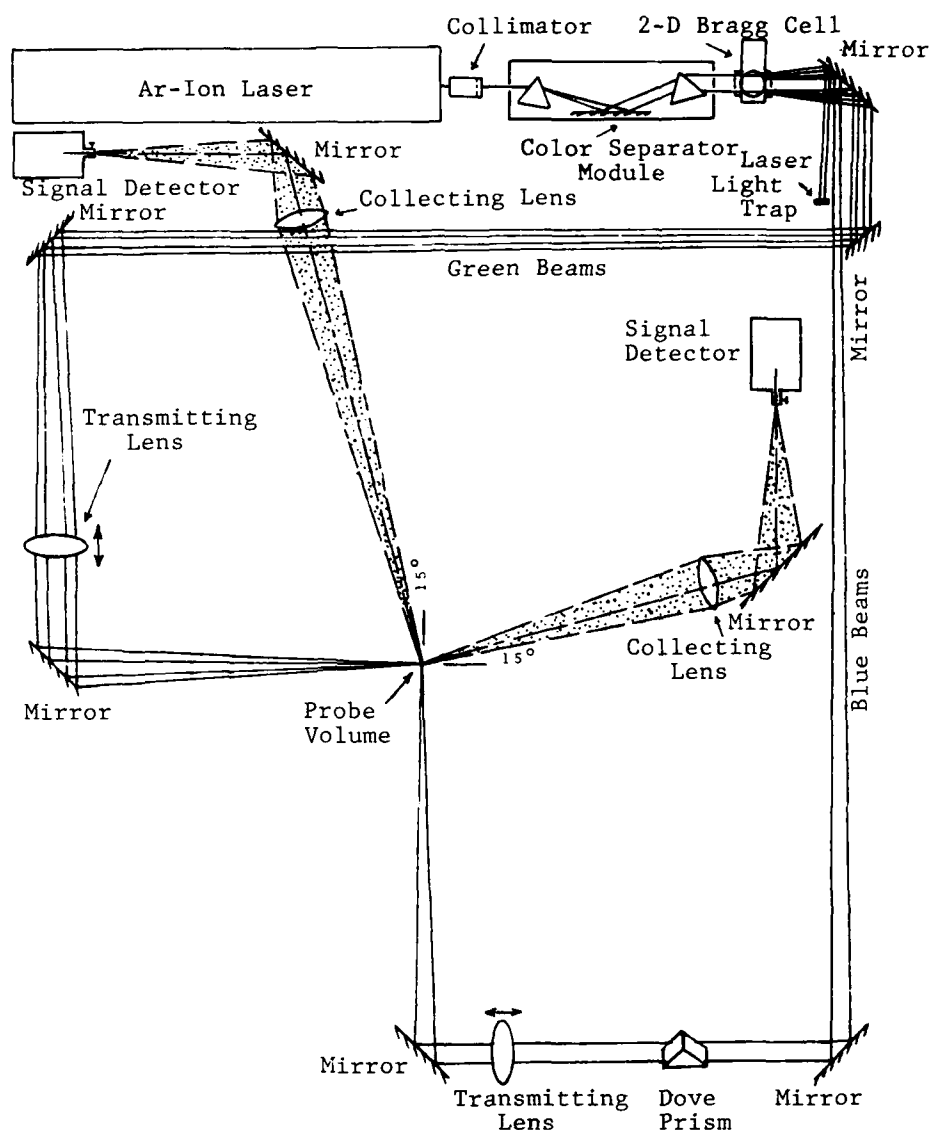 Collimator
2-D Bragg Cell
Mirror
Ar-Ion Laser
Color Separator
Module
Laser
Light
Trap
Mirror
Signal Detector
Mirror
Collecting Lens
Green Beams
Mirror
Signal
Detector
Transmitting
Lens
15°
15°
Mirror
Collecting
Lens
Blue Beams
Mirror
Probe
Volume
Mirror
Transmitting
Lens
Dove
Prism
Mirror